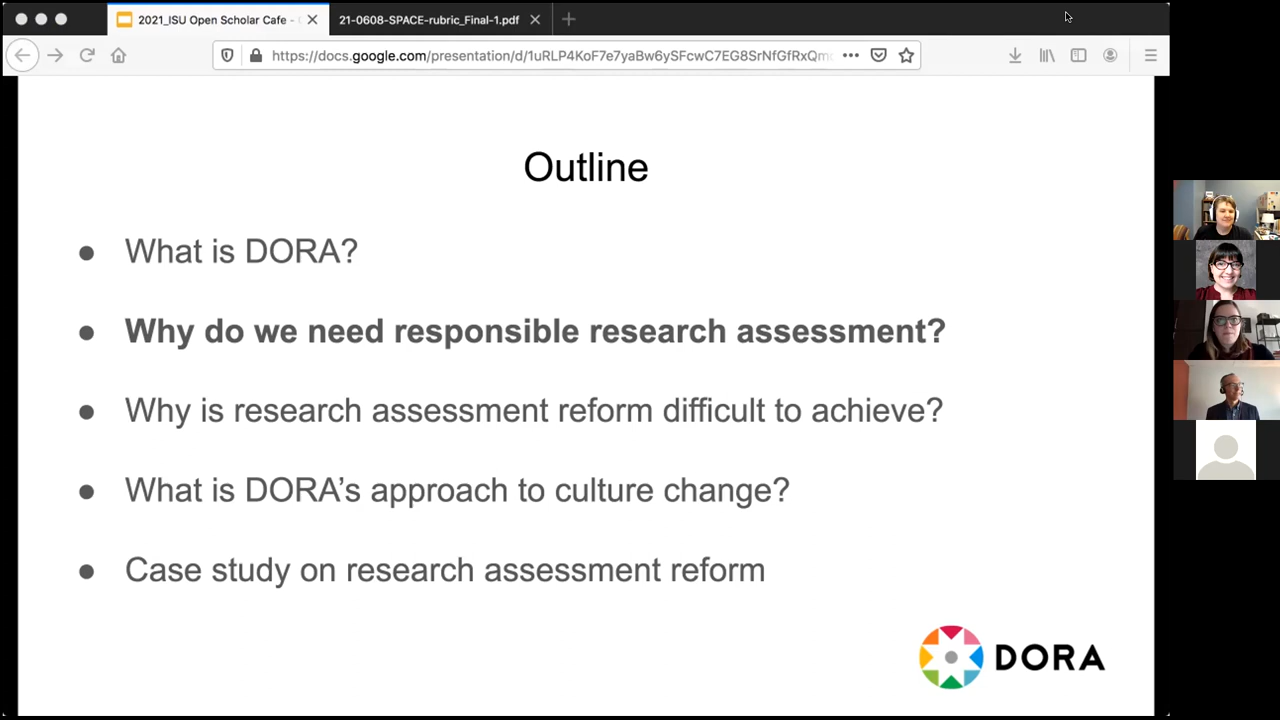 2021_ISU Open Scholar Cafe -
21-0608-SPACE-rubric_Final-1.pdf
https://docs.google.com/presentation/d/1uRLP4KoF7e7yaBw6ySFcwC7EG8SrNfGfRxQm
Outline
● What is DORA?
● Why do we need responsible research assessment?
● Why is research assessment reform difficult to achieve?
● What is DORA’s approach to culture change?
● Case study on research assessment reform
DORA